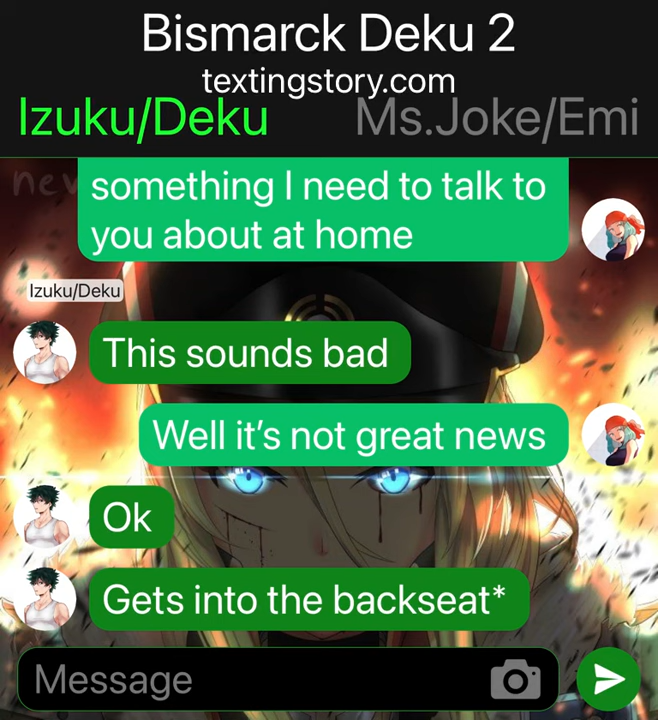 Bismarck Deku 2
textingstory.com
Izuku/Deku Ms.Joke/Emi
new
something I need to talk to
you about at home
Izuku/Deku
This sounds bad
Well it's not great news
Ok
Gets into the backseat*
Message